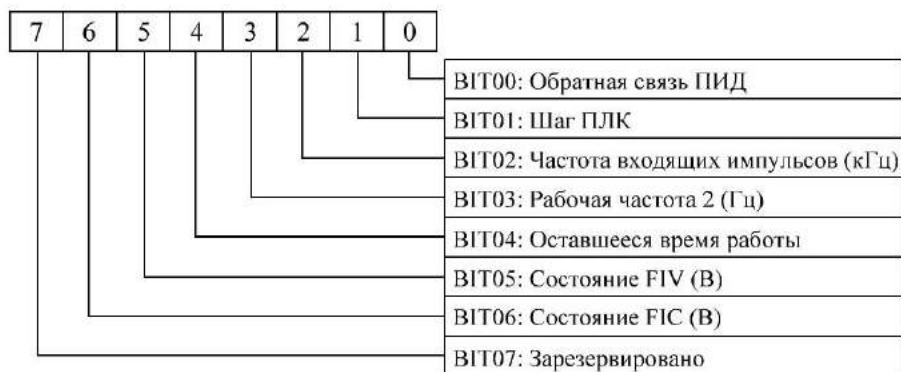 7 6 5 4 3 2 1 0
BIT00: Обратная связь ПИД
BIT01: Шаг ПЛК
BIT02: Частота входящих импульсов (кГц)
BIT03: Рабочая частота 2 (Гц)
BIT04: Оставшееся время работы
BIT05: Состояние FIV (В)
BIT06: Состояние FIC (В)
BIT07: Зарезервировано